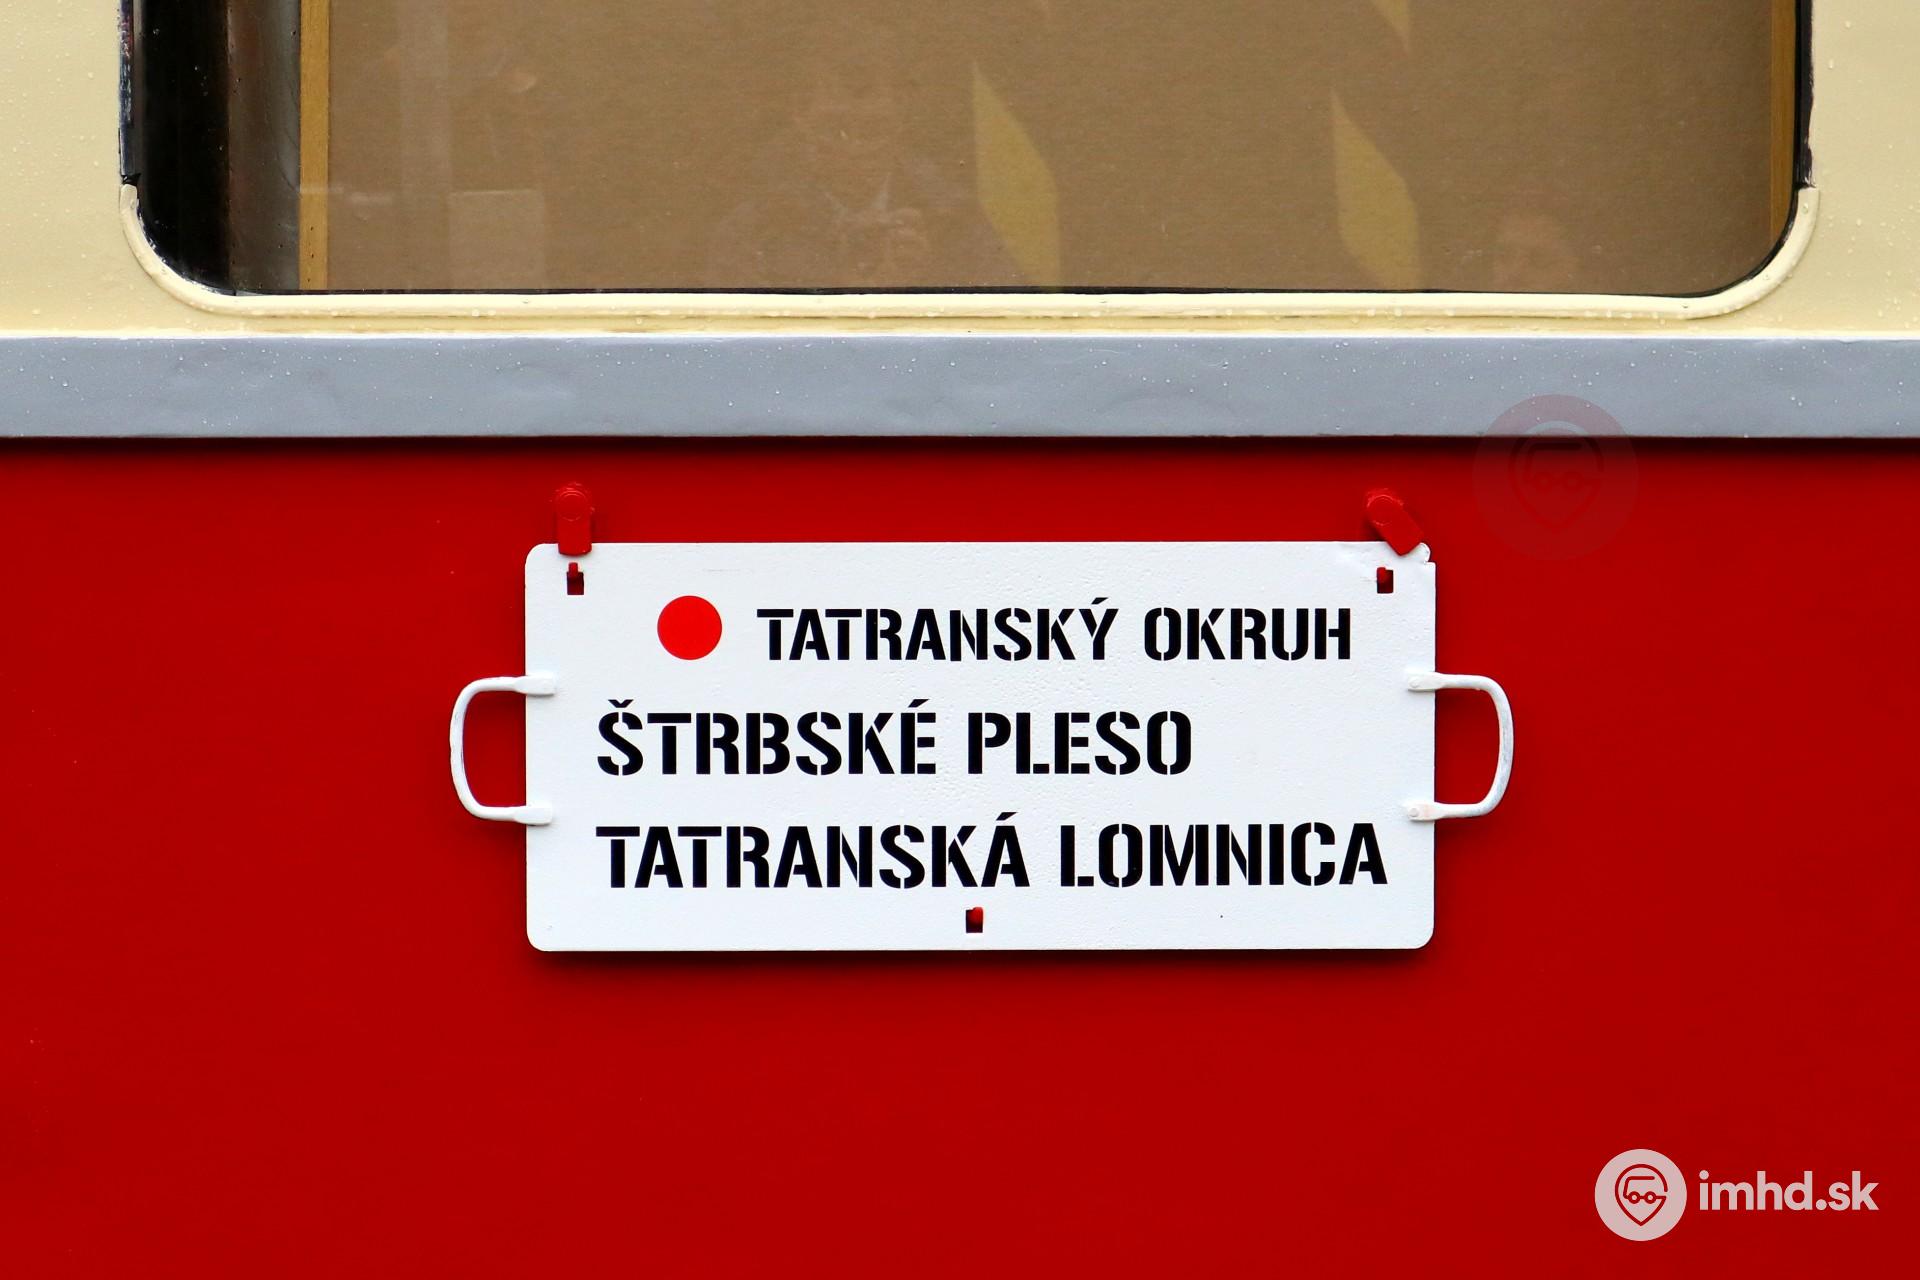 TATRANSKÝ OKRUH
ŠTRBSKÉ PLESO
TATRANSKÁ LOMNICA
imhd.sk